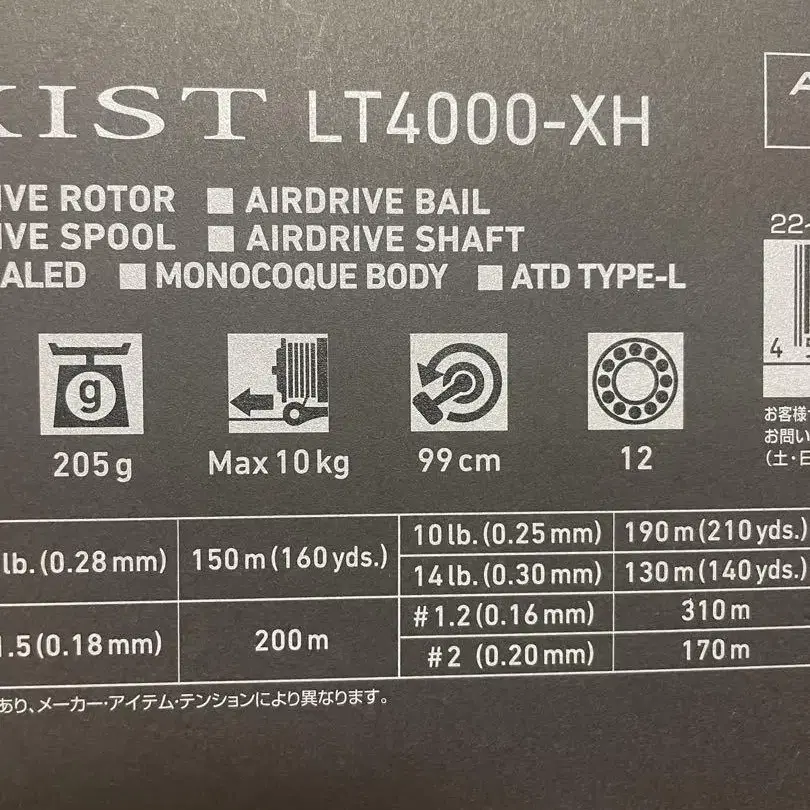 XIST LT4000-XH
IVE ROTOR ■ AIRDRIVE BAIL
IVE SPOOL ■ AIRDRIVE SHAFT
ALED ■ MONOCOQUE BODY ■ ATD TYPE-L
22-
g
4
205g Max 10kg 99cm 12
お客様
お問い
(土・日
lb.(0.28mm) 150m(160yds.) 10lb.(0.25mm) 190m(210yds.)
14lb.(0.30mm) 130m(140yds.)
1.5(0.18mm) 200m #1.2(0.16mm) 310m
#2 (0.20mm) 170m
あり、メーカー・アイテム・テンションにより異なります。